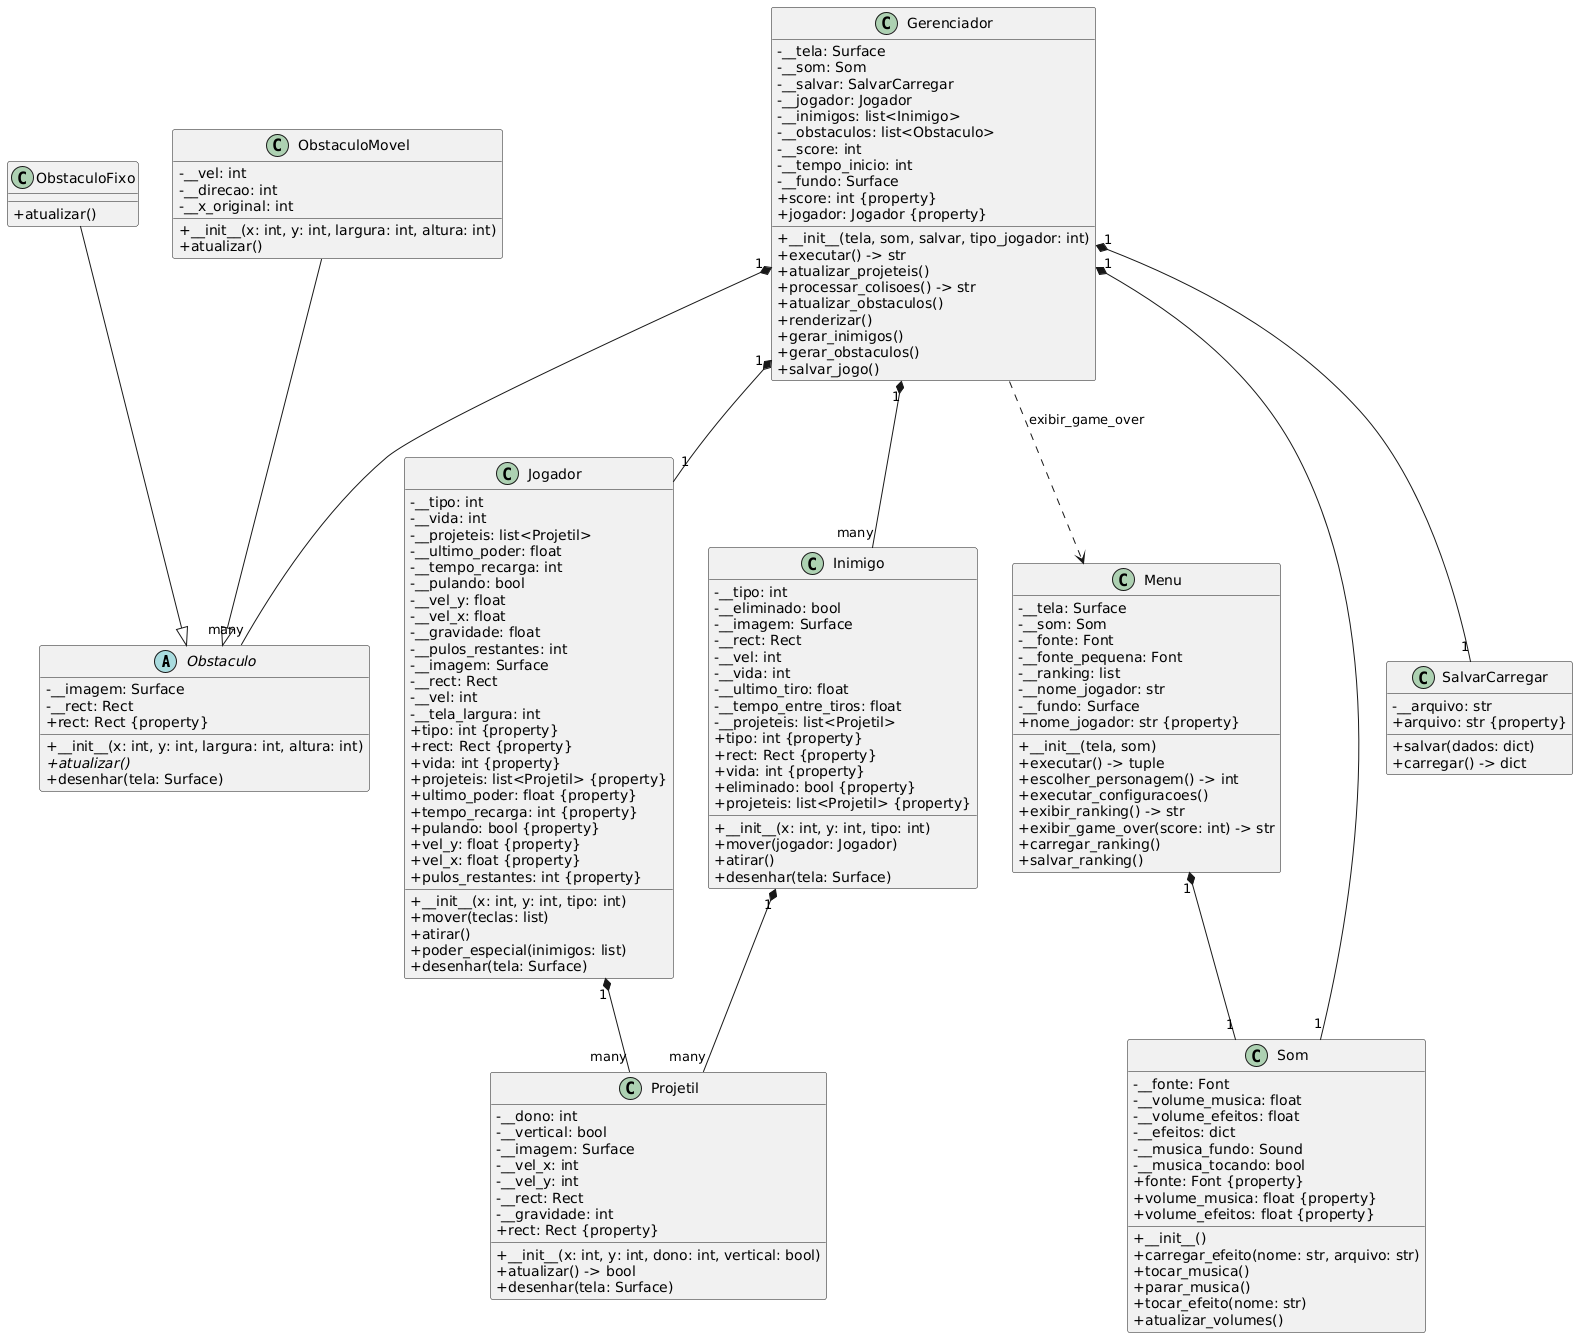 C Gerenciador
-__tela: Surface
-__som: Som
-__salvar: SalvarCarregar
-__jogador: Jogador
-__inimigos: list<Inimigo>
-__obstaculos: list<Obstaculo>
-__score: int
-__tempo_inicio: int
-__fundo: Surface
+score: int {property}
+jogador: Jogador {property}
+__init__(tela, som, salvar, tipo_jogador: int)
+executar() -> str
+atualizar_projeteis()
+processar_colisoes() -> str
+atualizar_obstaculos()
+renderizar()
+gerar_inimigos()
+gerar_obstaculos()
+salvar_jogo()
C ObstaculoMovel
-__vel: int
-__direcao: int
-__x_original: int
+__init__(x: int, y: int, largura: int, altura: int)
+atualizar()
C ObstaculoFixo
+atualizar()
1
1
1
1
1
exibir_game_over
1
many
many
1
1
1
C Jogador
-__tipo: int
-__vida: int
-__projeteis: list<Projetil>
-__ultimo_poder: float
-__tempo_recarga: int
-__pulando: bool
-__vel_y: float
-__vel_x: float
-__gravidade: float
-__pulos_restantes: int
-__imagem: Surface
-__rect: Rect
-__vel: int
-__tela_largura: int
+tipo: int {property}
+rect: Rect {property}
+vida: int {property}
+projeteis: list<Projetil> {property}
+ultimo_poder: float {property}
+tempo_recarga: int {property}
+pulando: bool {property}
+vel_y: float {property}
+vel_x: float {property}
+pulos_restantes: int {property}
+__init__(x: int, y: int, tipo: int)
+mover(teclas: list)
+atirar()
+poder_especial(inimigos: list)
+desenhar(tela: Surface)
C Inimigo
-__tipo: int
-__eliminado: bool
-__imagem: Surface
-__rect: Rect
-__vel: int
-__vida: int
-__ultimo_tiro: float
-__tempo_entre_tiros: float
-__projeteis: list<Projetil>
+tipo: int {property}
+rect: Rect {property}
+vida: int {property}
+eliminado: bool {property}
+projeteis: list<Projetil> {property}
+__init__(x: int, y: int, tipo: int)
+mover(jogador: Jogador)
+atirar()
+desenhar(tela: Surface)
C Menu
-__tela: Surface
-__som: Som
-__fonte: Font
-__fonte_pequena: Font
-__ranking: list
-__nome_jogador: str
-__fundo: Surface
+nome_jogador: str {property}
+__init__(tela, som)
+executar() -> tuple
+escolher_personagem() -> int
+executar_configuracoes()
+exibir_ranking() -> str
+exibir_game_over(score: int) -> str
+carregar_ranking()
+salvar_ranking()
A Obstaculo
-__imagem: Surface
-__rect: Rect
+rect: Rect {property}
+__init__(x: int, y: int, largura: int, altura: int)
+atualizar()
+desenhar(tela: Surface)
C SalvarCarregar
-__arquivo: str
+arquivo: str {property}
+salvar(dados: dict)
+carregar() -> dict
1
1
1
many
many
1
1
C Projetil
-__dono: int
-__vertical: bool
-__imagem: Surface
-__vel_x: int
-__vel_y: int
-__rect: Rect
-__gravidade: int
+rect: Rect {property}
+__init__(x: int, y: int, dono: int, vertical: bool)
+atualizar() -> bool
+desenhar(tela: Surface)
C Som
-__fonte: Font
-__volume_musica: float
-__volume_efeitos: float
-__efeitos: dict
-__musica_fundo: Sound
-__musica_tocando: bool
+fonte: Font {property}
+volume_musica: float {property}
+volume_efeitos: float {property}
+__init__()
+carregar_efeito(nome: str, arquivo: str)
+tocar_musica()
+parar_musica()
+tocar_efeito(nome: str)
+atualizar_volumes()